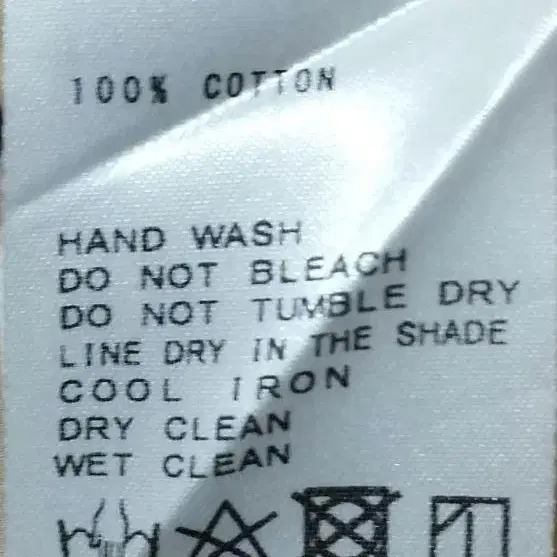 100% COTTON
HAND WASH
DO NOT BLEACH
DO NOT TUMBLE DRY
LINE DRY IN THE SHADE
COOL IRON
DRY CLEAN
WET CLEAN